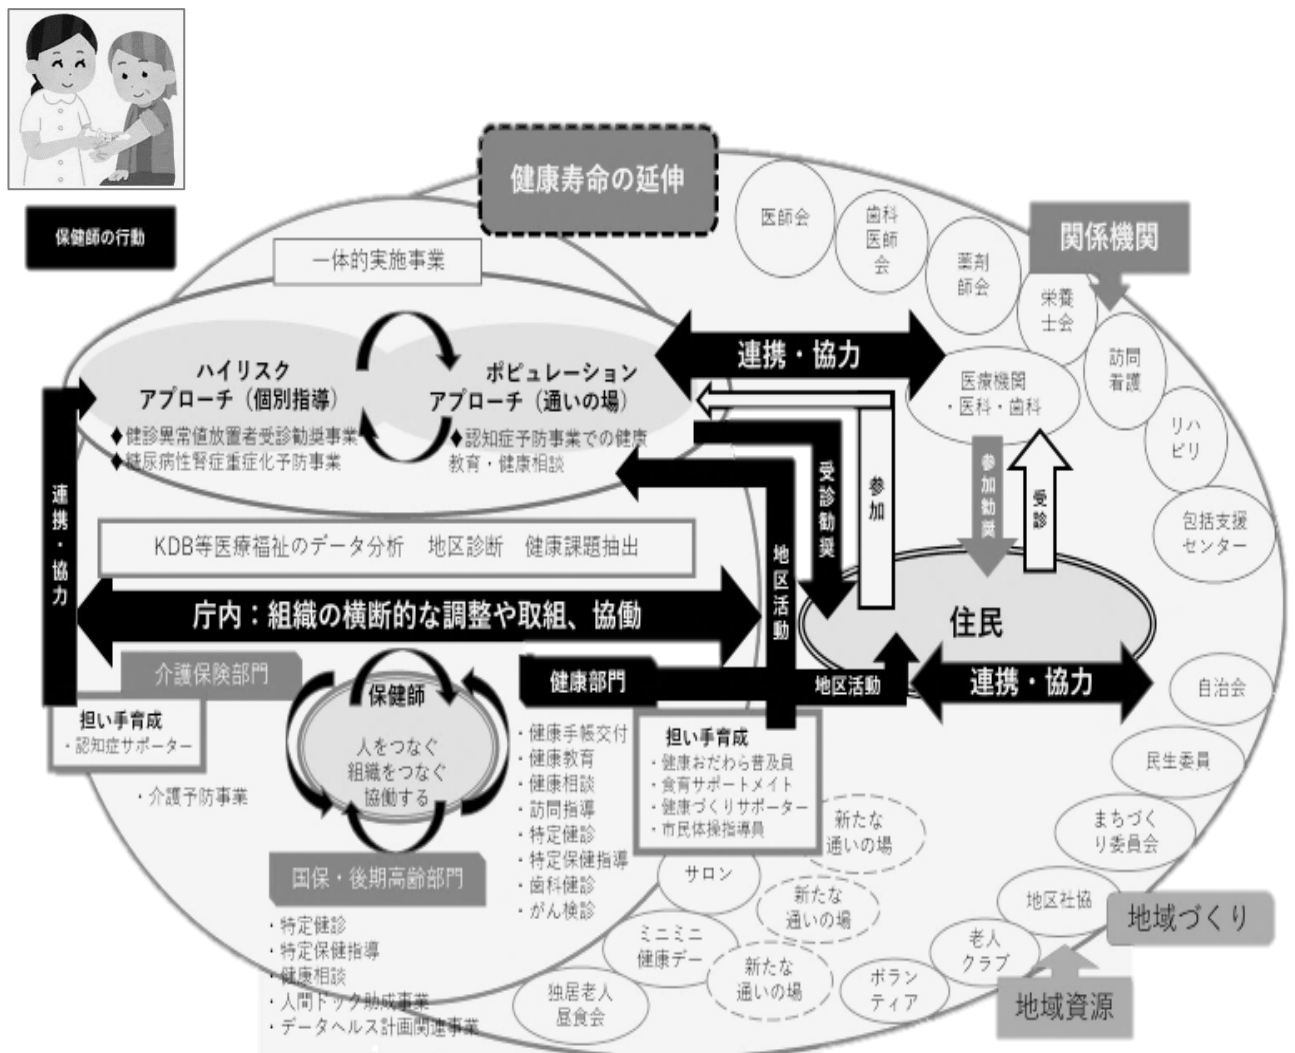 保健師の行動
健康寿命の延伸
一体的実施事業
ハイリスク
アプローチ（個別指導）
◆健診異常値放置者受診勧奨事業
◆糖尿病性腎症重症化予防事業
ポピュレーション
アプローチ（通いの場）
◆認知症予防事業での健康
教育・健康相談
連携・協力
医師会
歯科
医師
会
薬剤
師会
栄養
士会
関係機関
訪問
看護
リハ
ビリ
包括支援
センター
医療機関
・医科・歯科
参加勧奨
受診
受診勧奨
参加
地区活動
連携・協力
KDB等医療福祉のデータ分析　地区診断　健康課題抽出
庁内：組織の横断的な調整や取組、協働
住民
連携・協力
地区活動
介護保険部門
担い手育成
・認知症サポーター
・介護予防事業
保健師
人をつなぐ
組織をつなぐ
協働する
健康部門
・健康手帳交付
・健康教育
・健康相談
・訪問指導
・特定健診
・特定保健指導
・歯科健診
・がん検診
担い手育成
・健康おだわら普及員
・食育サポートメイト
・健康づくりサポーター
・市民体操指導員
国保・後期高齢部門
・特定健診
・特定保健指導
・健康相談
・人間ドック助成事業
・データヘルス計画関連事業
自治会
民生委員
まちづく
り委員会
地区社協
地域づくり
地域資源
老人
クラブ
ボラン
ティア
新たな
通いの場
新たな
通いの場
新たな
通いの場
サロン
ミニミニ
健康デー
独居老人
昼食会